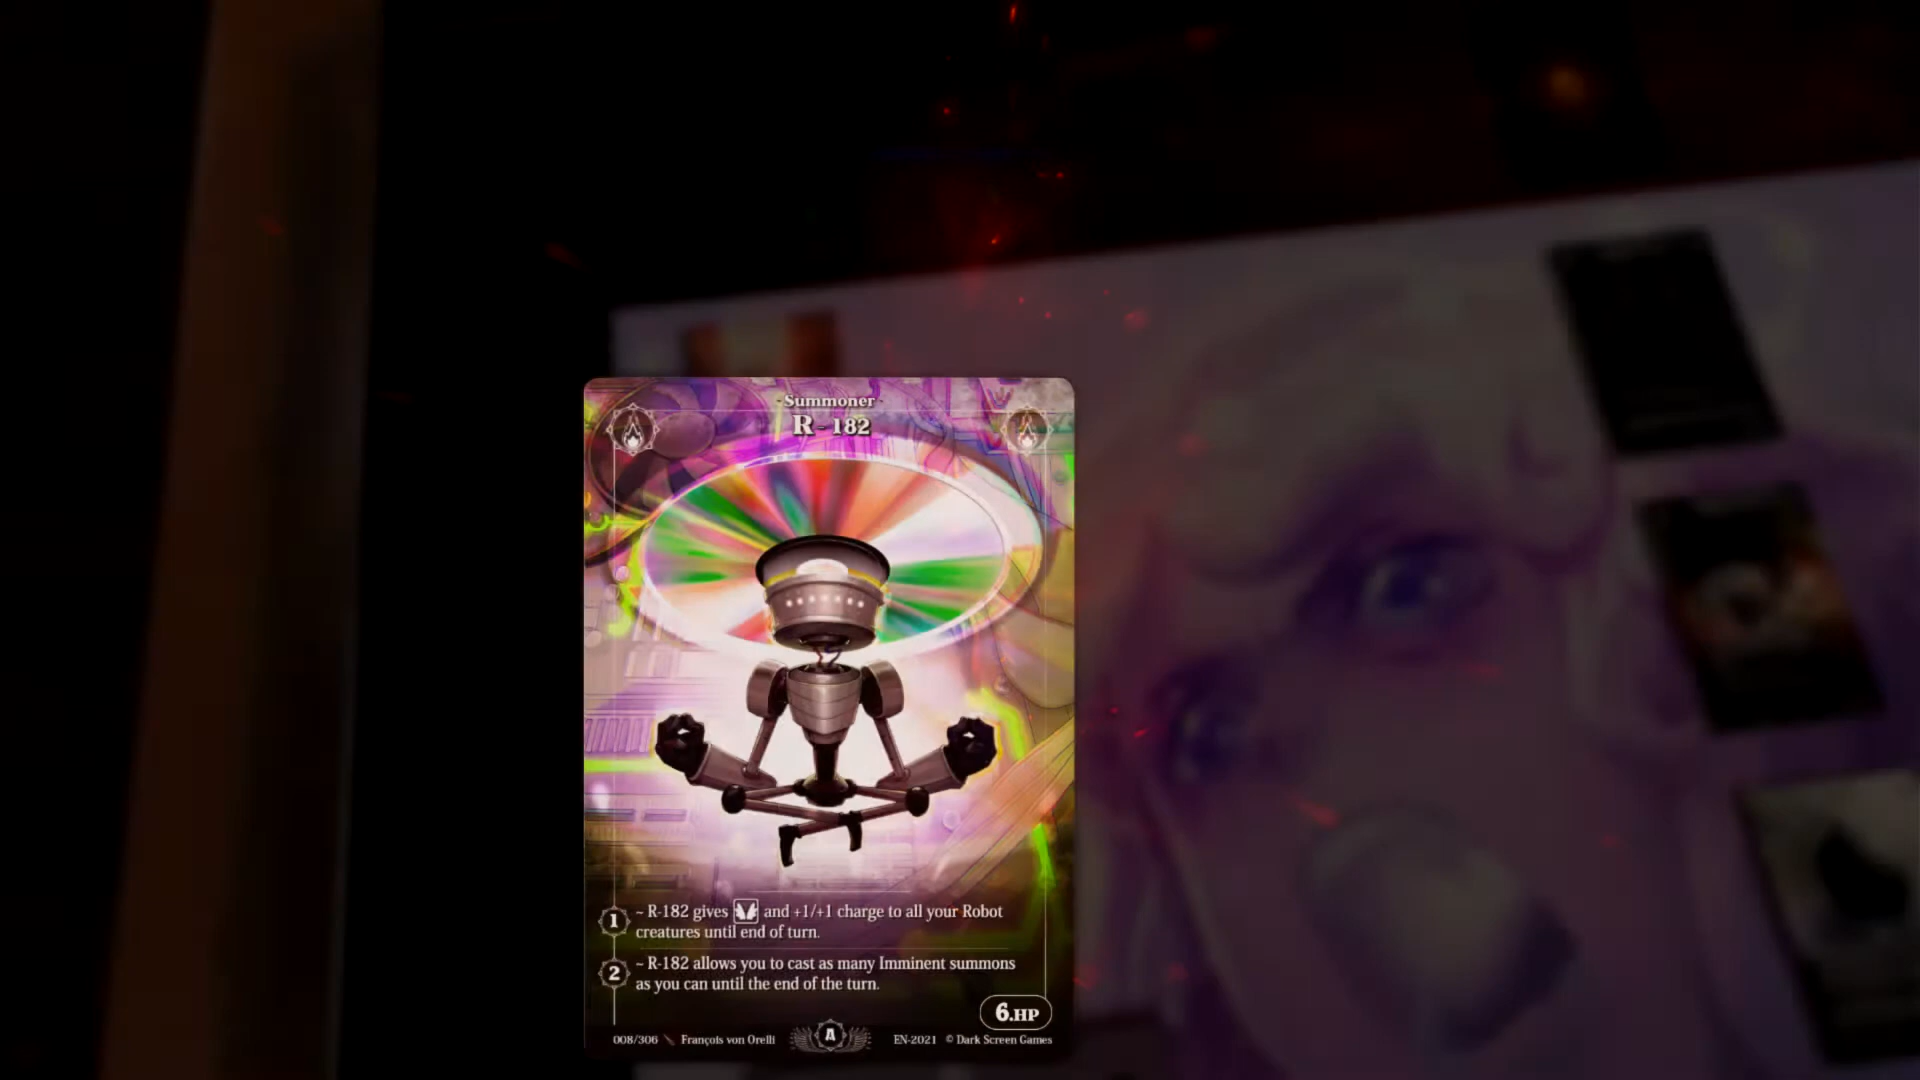 - Summoner -
R - 182
1 ~ R-182 gives and +1/+1 charge to all your Robot
creatures until end of turn.
2 ~ R-182 allows you to cast as many Imminent summons
as you can until the end of the turn.
6.HP
008/306 François von Orelli A EN-2021 © Dark Screen Games